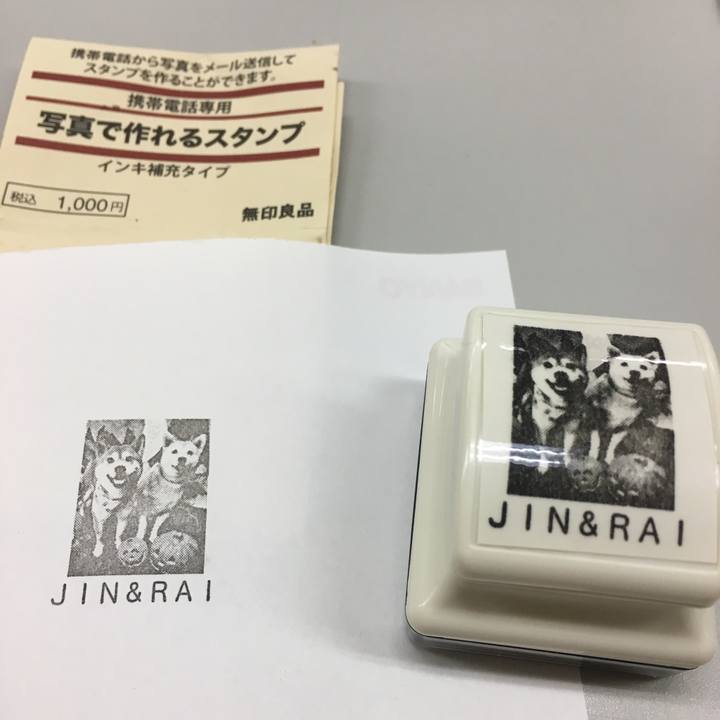 携帯電話から写真をメール送信して
スタンプを作ることができます。
携帯電話専用
写真で作れるスタンプ
インキ補充タイプ
税込 1,000円
無印良品
JIN&RAI
JIN&RAI